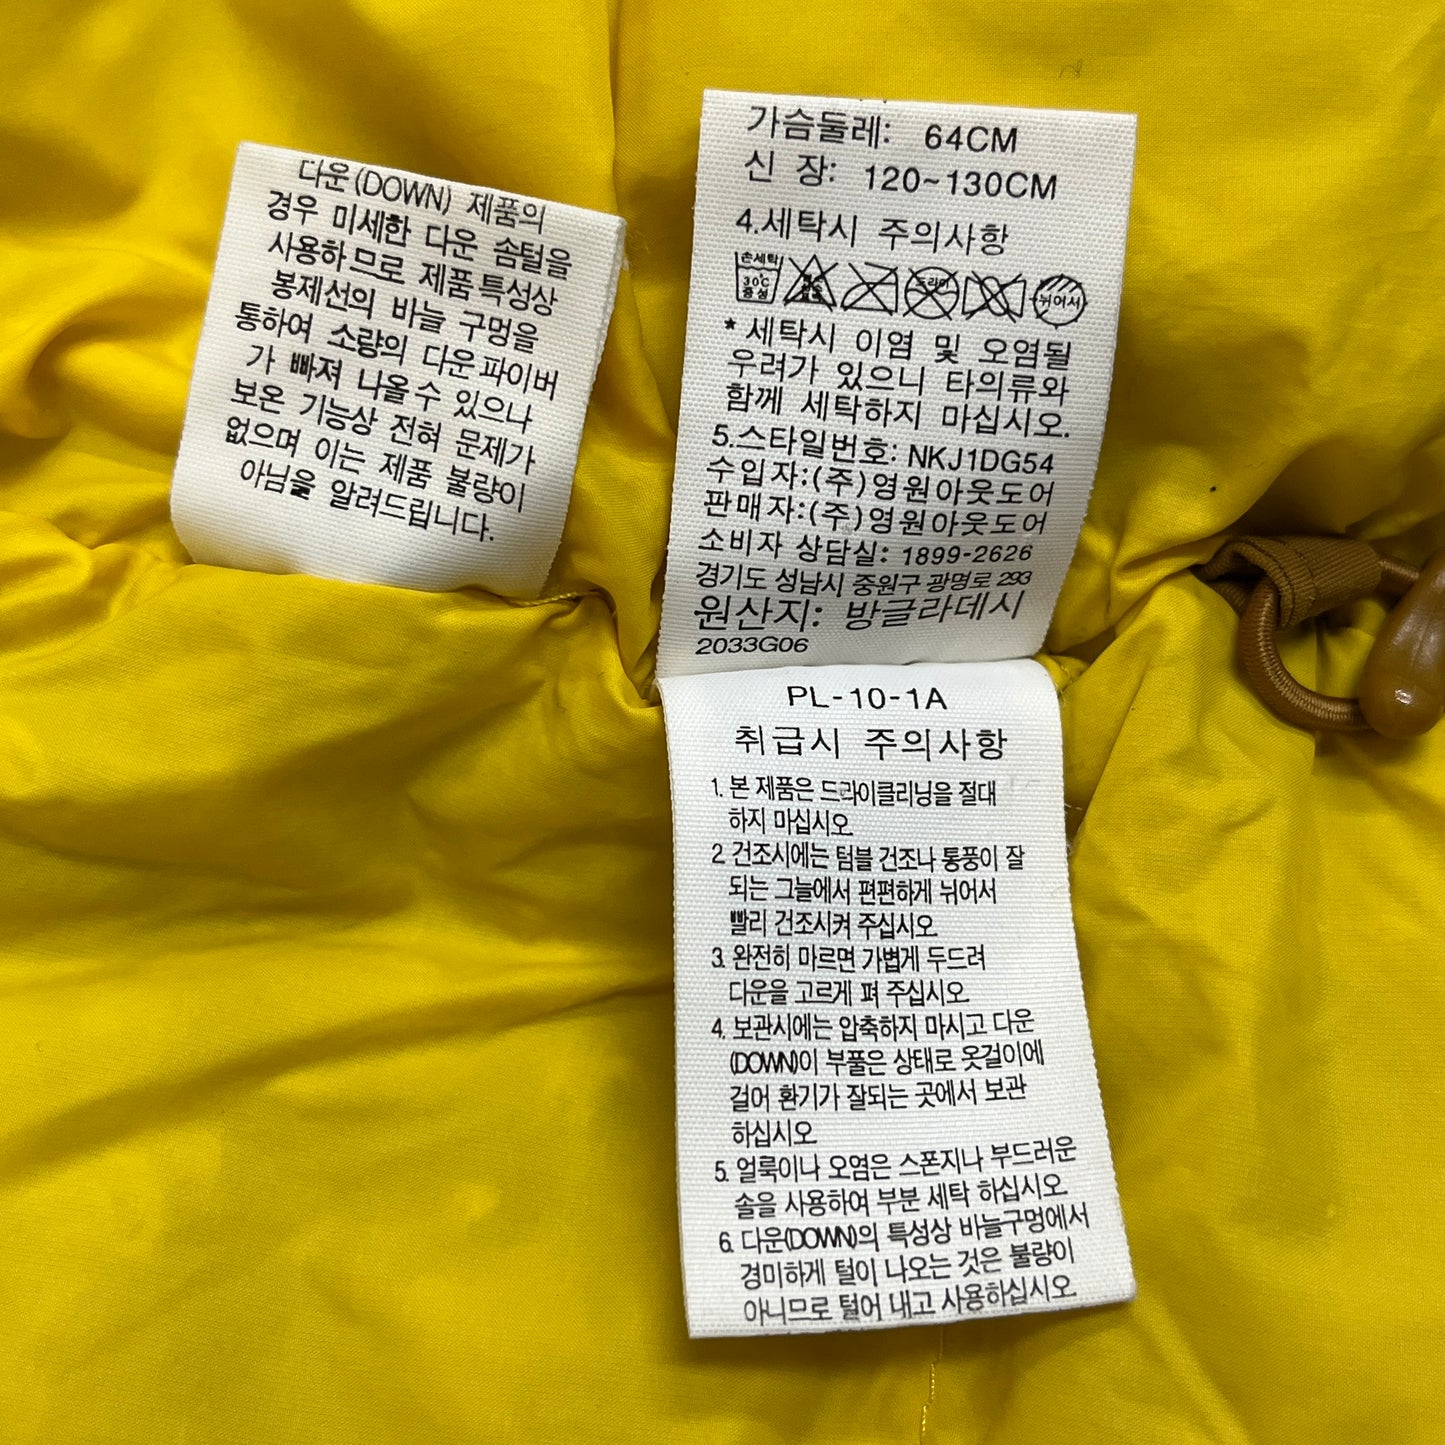 다운(DOWN) 제품의
경우 미세한 다운 솜털을
사용하므로 제품특성상
봉제선의 바늘 구멍을
통하여 소량의 다운파이버
가 빠져 나올수 있으나
보온 기능상 전혀 문제가
없으며 이는 제품 불량이
아님을 알려드립니다.
가슴둘레: 64CM
신 장: 120~130CM
4.세탁시 주의사항
손세탁 30℃ 중성 드라이 뉘어서
* 세탁시 이염 및 오염될
우려가 있으니 타의류와
함께 세탁하지 마십시오.
5.스타일번호: NKJ1DG54
수입자:(주)영원아웃도어
판매자:(주)영원아웃도어
소비자 상담실: 1899-2626
경기도 성남시 중원구 광명로 293
원산지: 방글라데시
2033G06
PL-10-1A
취급시 주의사항
1. 본 제품은 드라이클리닝을 절대
하지 마십시오.
2. 건조시에는 텀블 건조나 통풍이 잘
되는 그늘에서 편편하게 뉘어서
빨리 건조시켜 주십시오.
3. 완전히 마르면 가볍게 두드려
다운을 고르게 펴 주십시오.
4. 보관시에는 압축하지 마시고 다운
(DOWN)이 부풀은 상태로 옷걸이에
걸어 환기가 잘되는 곳에서 보관
하십시오.
5. 얼룩이나 오염은 스폰지나 부드러운
솔을 사용하여 부분 세탁 하십시오.
6. 다운(DOWN)의 특성상 바늘구멍에서
경미하게 털이 나오는 것은 불량이
아니므로 털어 내고 사용하십시오.